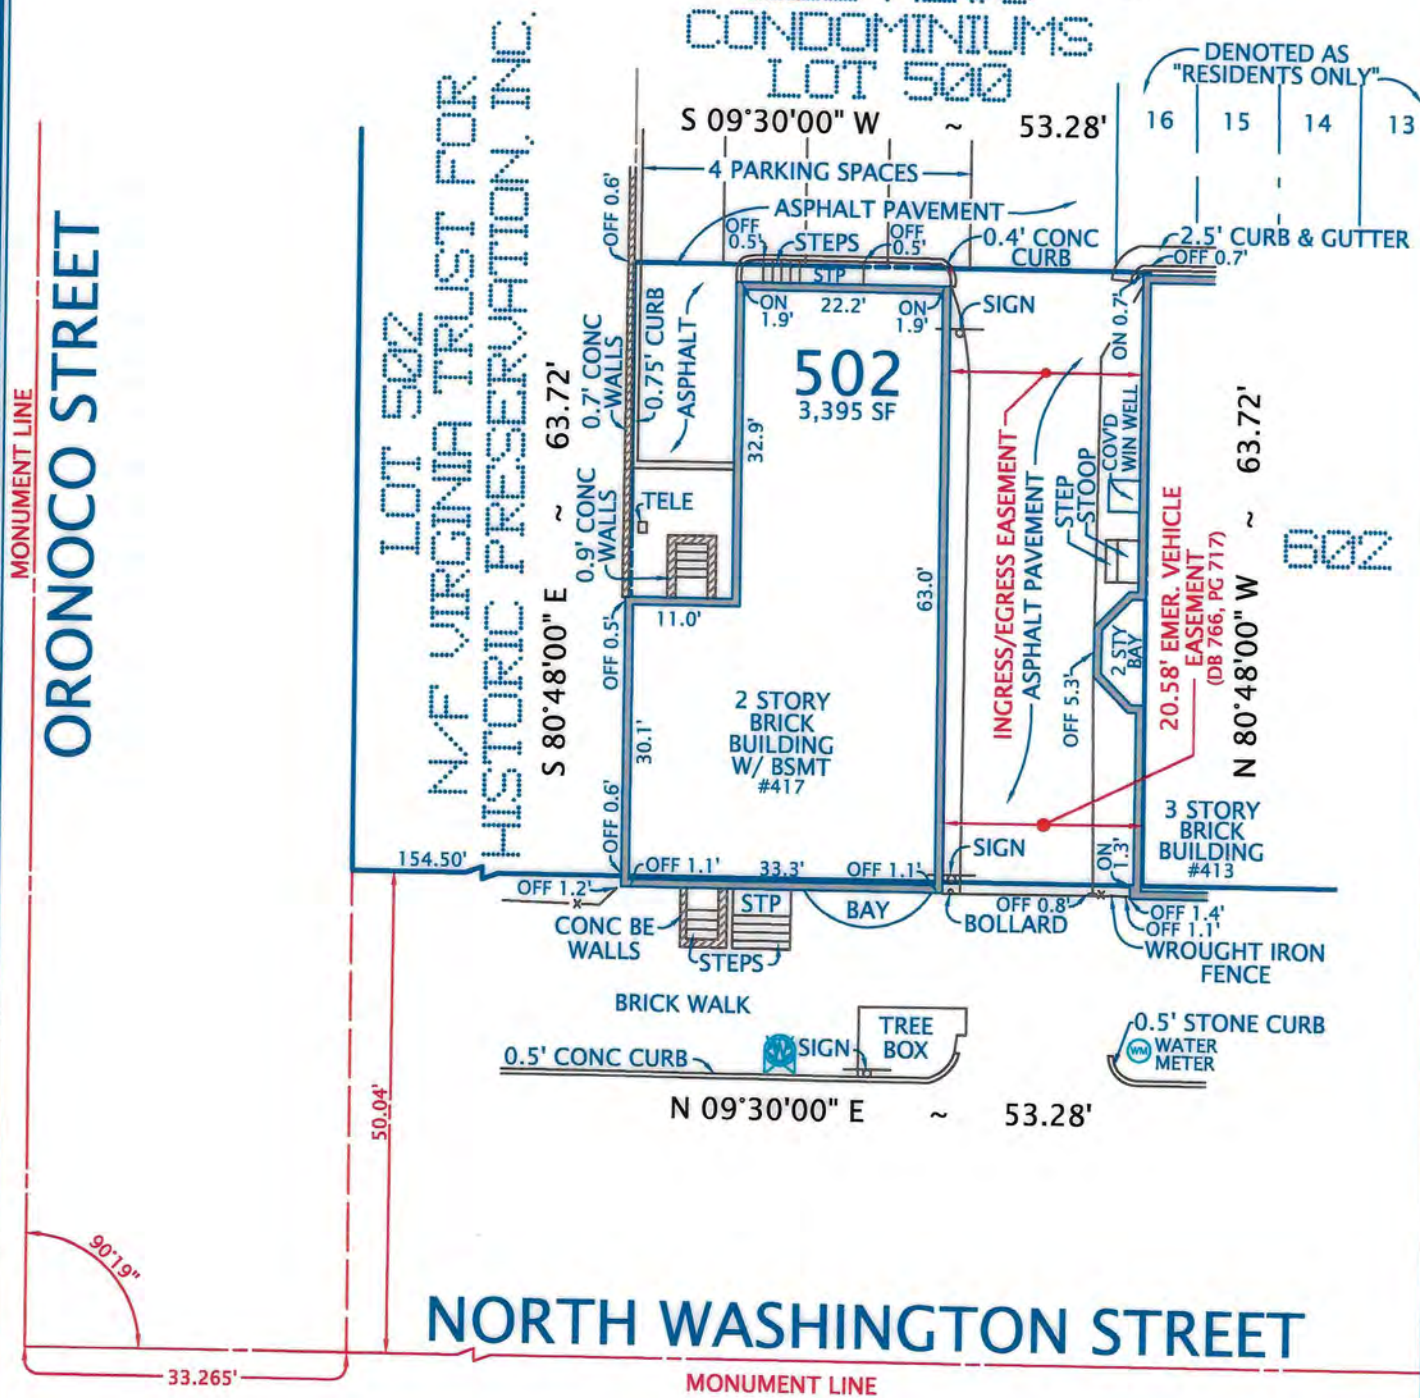 CONDOMINIUMS
LOT 500
DENOTED AS
"RESIDENTS ONLY"
16
15
14
13
S 09°30'00" W ~ 53.28'
4 PARKING SPACES
ASPHALT PAVEMENT
OFF 0.6'
OFF
0.5'
STEPS
OFF
0.5'
0.4' CONC
CURB
2.5' CURB & GUTTER
OFF 0.7'
STP
ON
1.9'
22.2'
ON
1.9'
SIGN
ON 0.7'
MONUMENT LINE
ORONOCO STREET
LOT 502
N/F VIRGINIA TRUST FOR
HISTORIC PRESERVATION, INC.
S 80°48'00" E ~ 63.72'
0.7' CONC
WALLS
0.75' CURB
ASPHALT
502
3,395 SF
32.9'
0.9' CONC
WALLS
TELE
11.0'
OFF 0.5'
30.1'
OFF 0.6'
63.0'
2 STORY
BRICK
BUILDING
W/ BSMT
#417
INGRESS/EGRESS EASEMENT
ASPHALT PAVEMENT
STEP
STOOP
COV'D
WIN WELL
OFF 5.3'
2 STY
BAY
20.58' EMER. VEHICLE
EASEMENT
(DB 766, PG 717)
N 80°48'00" W ~ 63.72'
602
3 STORY
BRICK
BUILDING
#413
SIGN
ON
1.3'
154.50'
OFF 1.1'
33.3'
OFF 1.1'
OFF 1.2'
CONC BE
WALLS
STP
BAY
STEPS
BOLLARD
OFF 0.8'
OFF 1.4'
OFF 1.1'
WROUGHT IRON
FENCE
BRICK WALK
0.5' CONC CURB
W
SIGN
TREE
BOX
0.5' STONE CURB
WM
WATER
METER
N 09°30'00" E ~ 53.28'
50.04'
90°19"
NORTH WASHINGTON STREET
33.265'
MONUMENT LINE